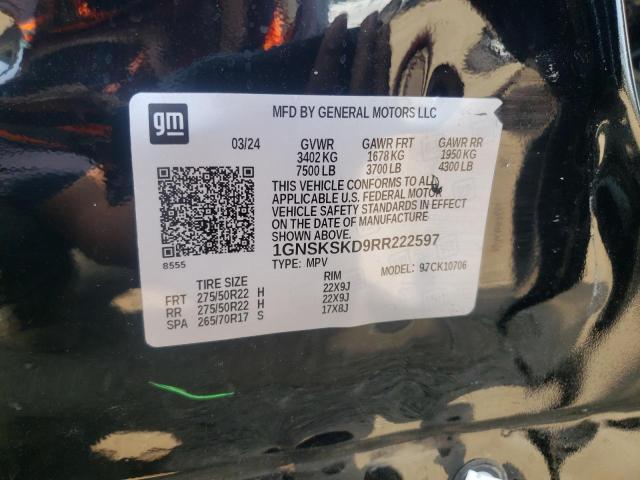 gm
MFD BY GENERAL MOTORS LLC
03/24 GVWR GAWR FRT GAWR RR
3402 KG 1678 KG 1950 KG
7500 LB 3700 LB 4300 LB
THIS VEHICLE CONFORMS TO ALL
APPLICABLE U.S. FEDERAL MOTOR
VEHICLE SAFETY STANDARDS IN EFFECT
ON THE DATE OF MANUFACTURE
SHOWN ABOVE.
1GNSKSKD9RR222597
8555
TYPE: MPV MODEL: CK10706
TIRE SIZE RIM
FRT 275/50R22 H 22X9J
RR 275/50R22 H 22X9J
SPA 265/70R17 S 17X8J